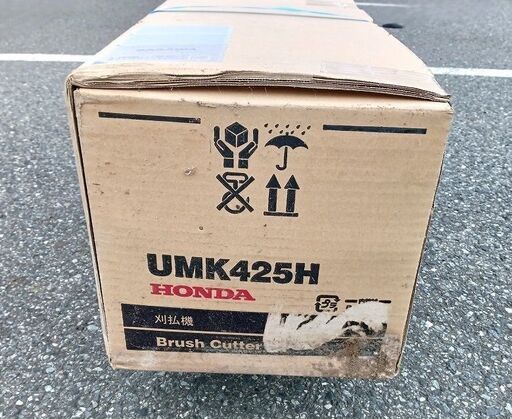 UMK425H
HONDA
刈払機
Brush Cutter